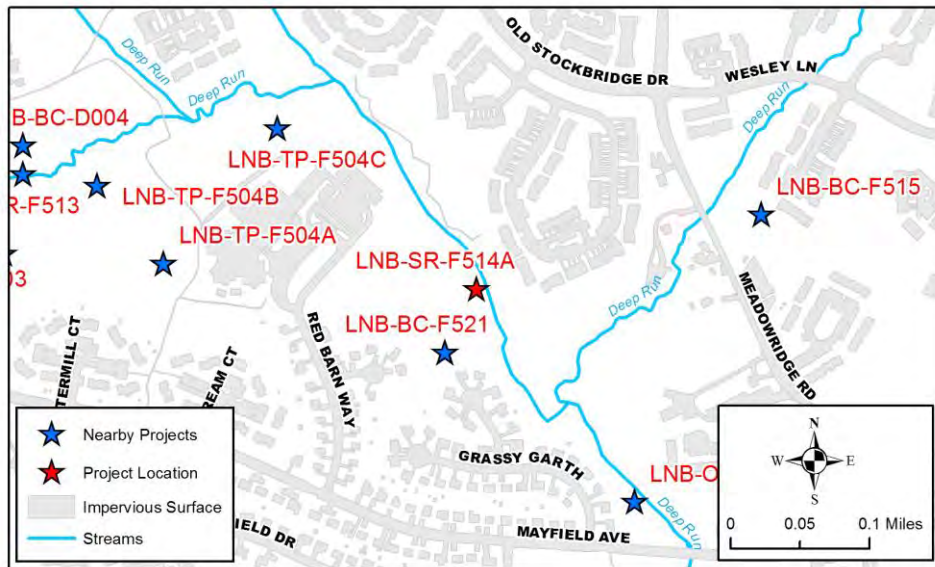 OLD STOCKBRIDGE DR
WESLEY LN
Deep Run
Deep Run
Deep Run
B-BC-D004
LNB-TP-F504C
LNB-BC-F515
LNB-TP-F504B
R-F513
LNB-TP-F504A
LNB-SR-F514A
03
Deep Run
LNB-BC-F521
MEADOWRIDGE RD
RED BARN WAY
TERMILL CT
REAM CT
GRASSY GARTH
LNB-O
Deep Run
MAYFIELD AVE
FIELD DR
Nearby Projects
Project Location
Impervious Surface
Streams
N
W E
S
0 0.05 0.1 Miles